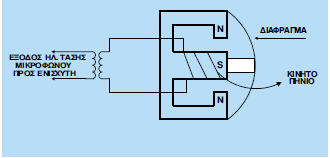 N
ΔΙΑΦΡΑΓΜΑ
ΕΞΟΔΟΣ ΗΛ. ΤΑΣΗΣ
ΜΙΚΡΟΦΩΝΟΥ
ΠΡΟΣ ΕΝΙΣΧΥΤΗ
S
ΚΙΝΗΤΟ
ΠΗΝΙΟ
N